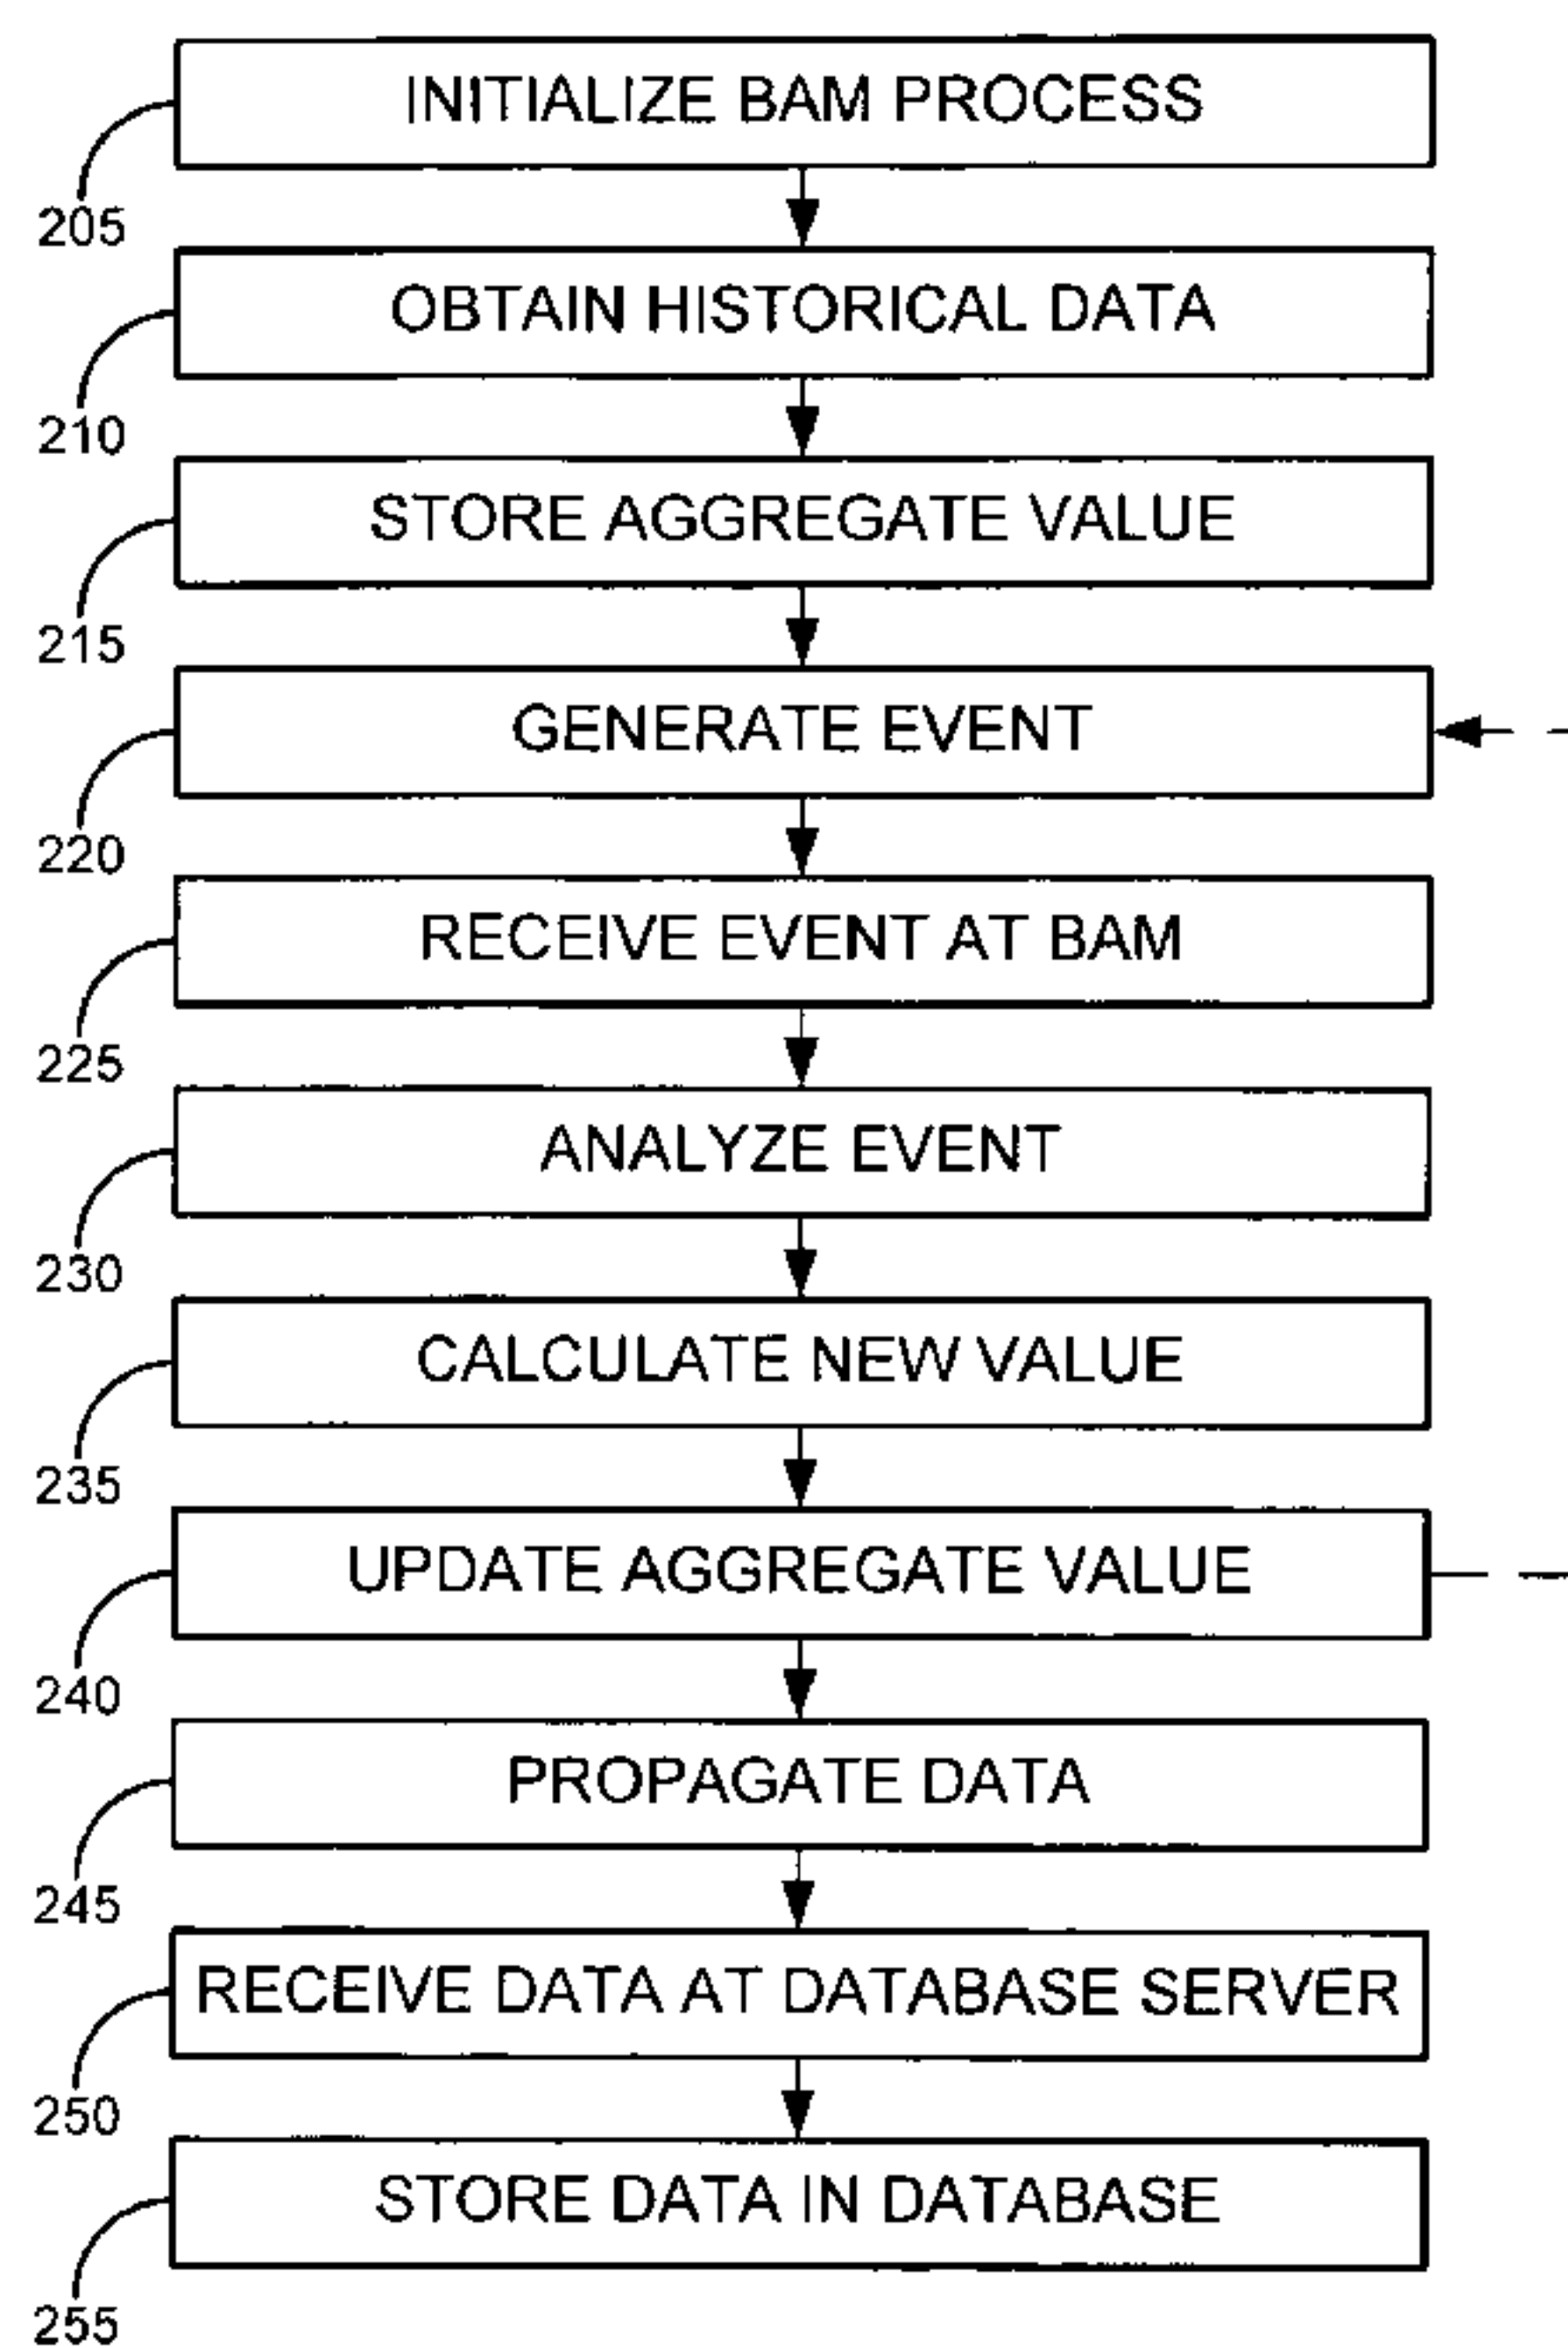 INITIALIZE BAM PROCESS
205
OBTAIN HISTORICAL DATA
210
STORE AGGREGATE VALUE
215
GENERATE EVENT
220
RECEIVE EVENT AT BAM
225
ANALYZE EVENT
230
CALCULATE NEW VALUE
235
UPDATE AGGREGATE VALUE
240
PROPAGATE DATA
245
RECEIVE DATA AT DATABASE SERVER
250
STORE DATA IN DATABASE
255